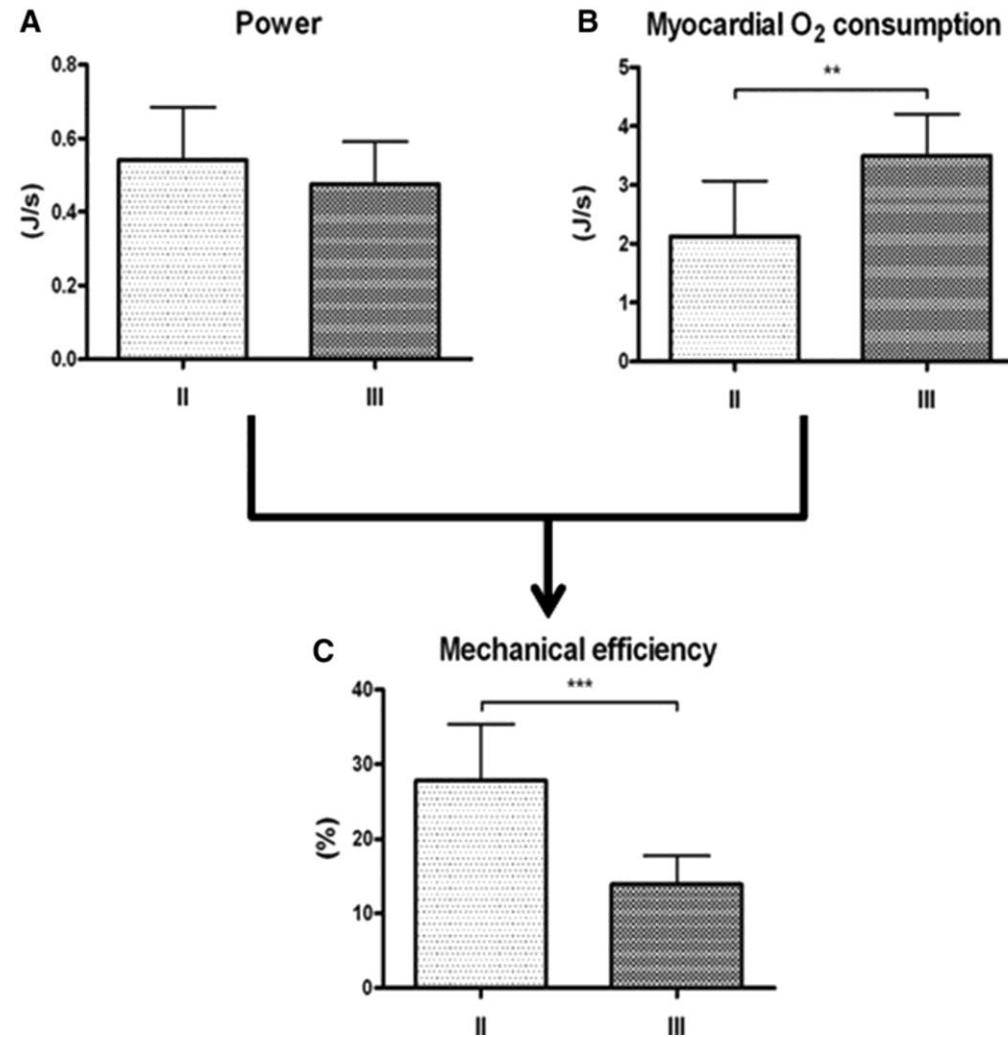 A
Power
(J/s)
0.8
0.6
0.4
0.2
0.0
II
III
B
Myocardial O₂ consumption
**
(J/s)
5
4
3
2
1
0
II
III
C
Mechanical efficiency
***
(%)
40
30
20
10
0
II
III